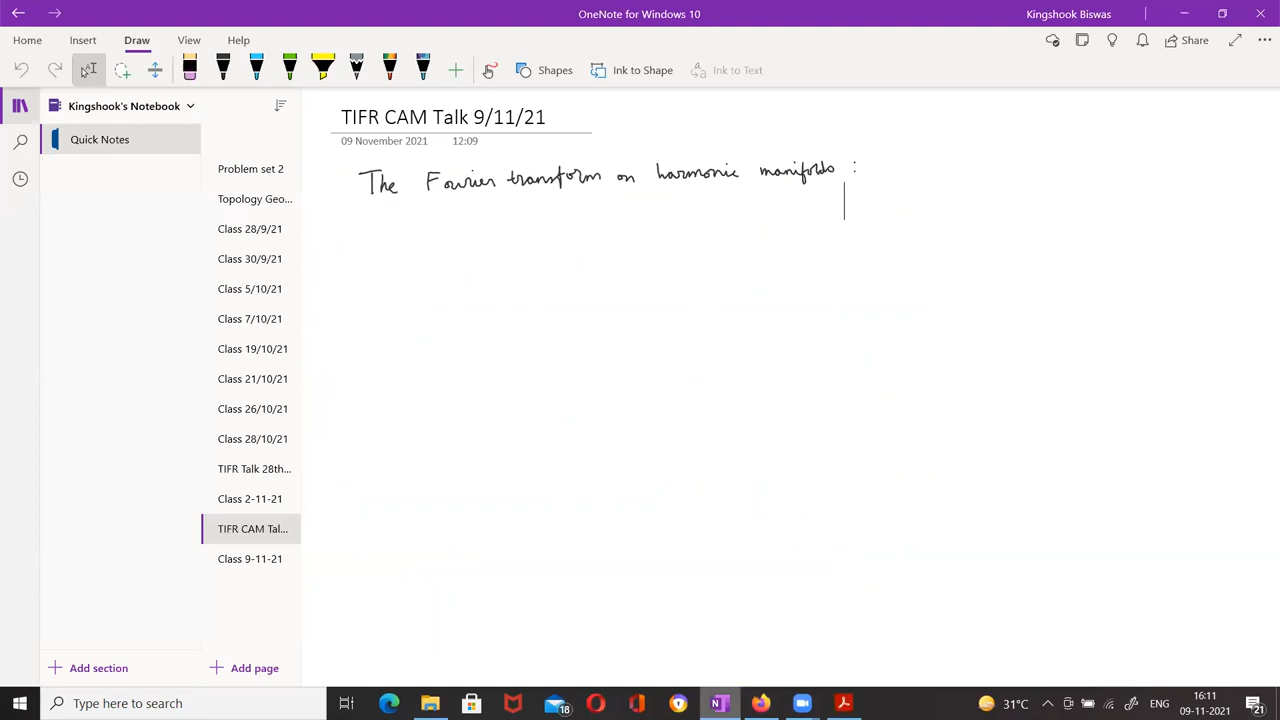 OneNote for Windows 10
Kingshook Biswas
Home Insert Draw View Help
Share
Shapes
Ink to Shape
Ink to Text
Kingshook's Notebook
Quick Notes
Problem set 2
Topology Geo...
Class 28/9/21
Class 30/9/21
Class 5/10/21
Class 7/10/21
Class 19/10/21
Class 21/10/21
Class 26/10/21
Class 28/10/21
TIFR Talk 28th...
Class 2-11-21
TIFR CAM Tal...
Class 9-11-21
Add section
Add page
TIFR CAM Talk 9/11/21
09 November 2021 12:09
The Fourier transform on harmonic manifolds :
Type here to search
18
31°C
16:11
09-11-2021
21